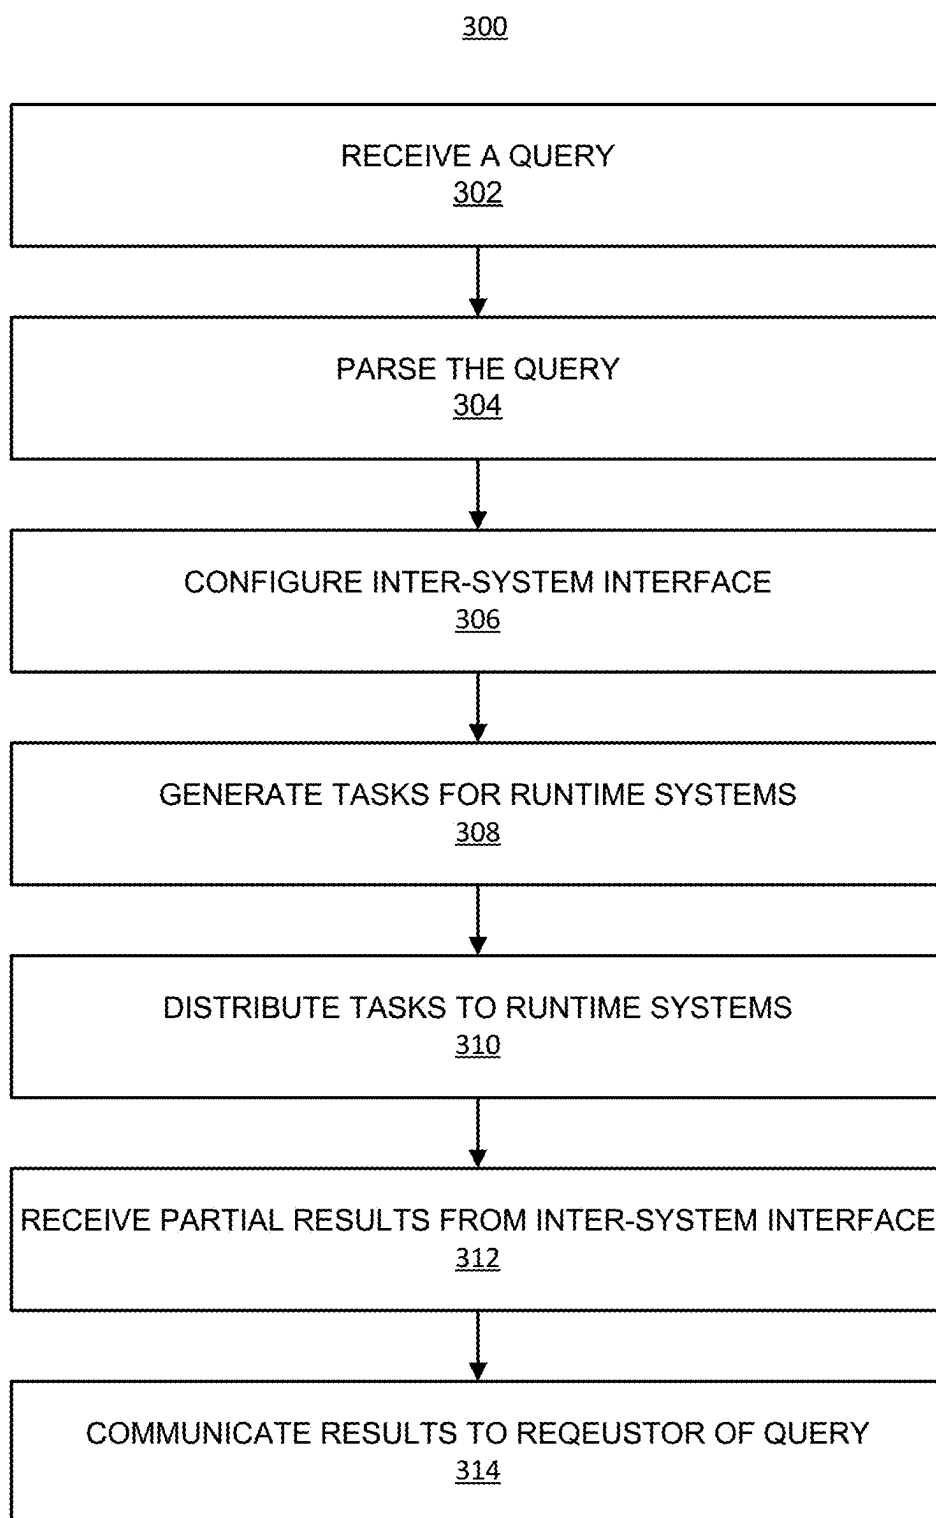 300
RECEIVE A QUERY
302
PARSE THE QUERY
304
CONFIGURE INTER-SYSTEM INTERFACE
306
GENERATE TASKS FOR RUNTIME SYSTEMS
308
DISTRIBUTE TASKS TO RUNTIME SYSTEMS
310
RECEIVE PARTIAL RESULTS FROM INTER-SYSTEM INTERFACE
312
COMMUNICATE RESULTS TO REQEUSTOR OF QUERY
314